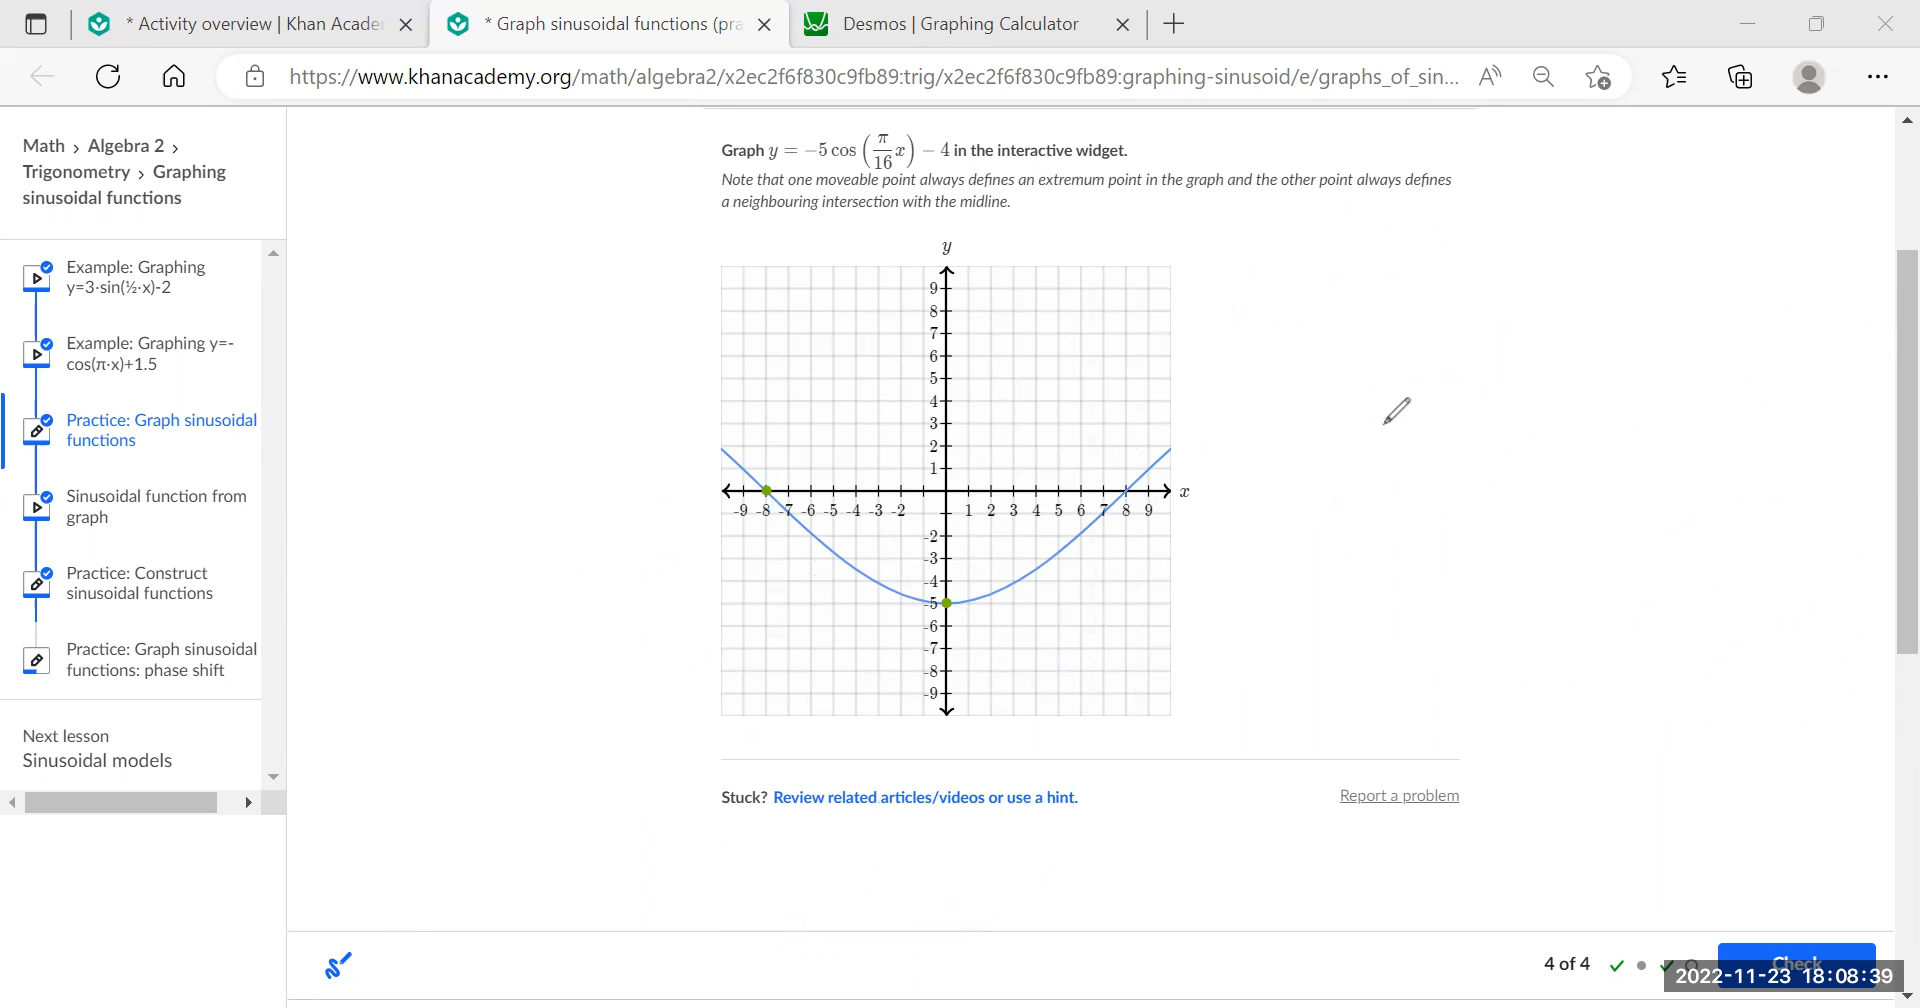 * Activity overview | Khan Acade
* Graph sinusoidal functions (pra
Desmos | Graphing Calculator
https://www.khanacademy.org/math/algebra2/x2ec2f6f830c9fb89:trig/x2ec2f6f830c9fb89:graphing-sinusoid/e/graphs_of_sin...
Math > Algebra 2 >
Trigonometry > Graphing
sinusoidal functions
Example: Graphing
y=3·sin(½·x)-2
Example: Graphing y=-
cos(π·x)+1.5
Practice: Graph sinusoidal
functions
Sinusoidal function from
graph
Practice: Construct
sinusoidal functions
Practice: Graph sinusoidal
functions: phase shift
Next lesson
Sinusoidal models
Graph y = −5 cos (π/16 x) − 4 in the interactive widget.
Note that one moveable point always defines an extremum point in the graph and the other point always defines
a neighbouring intersection with the midline.
y
9
8
7
6
5
4
3
2
1
x
-9 -8 -7 -6 -5 -4 -3 -2 1 2 3 4 5 6 7 8 9
-2
-3
-4
-5
-6
-7
-8
-9
Stuck? Review related articles/videos or use a hint.
Report a problem
4 of 4
Check
2022-11-23 18:08:39